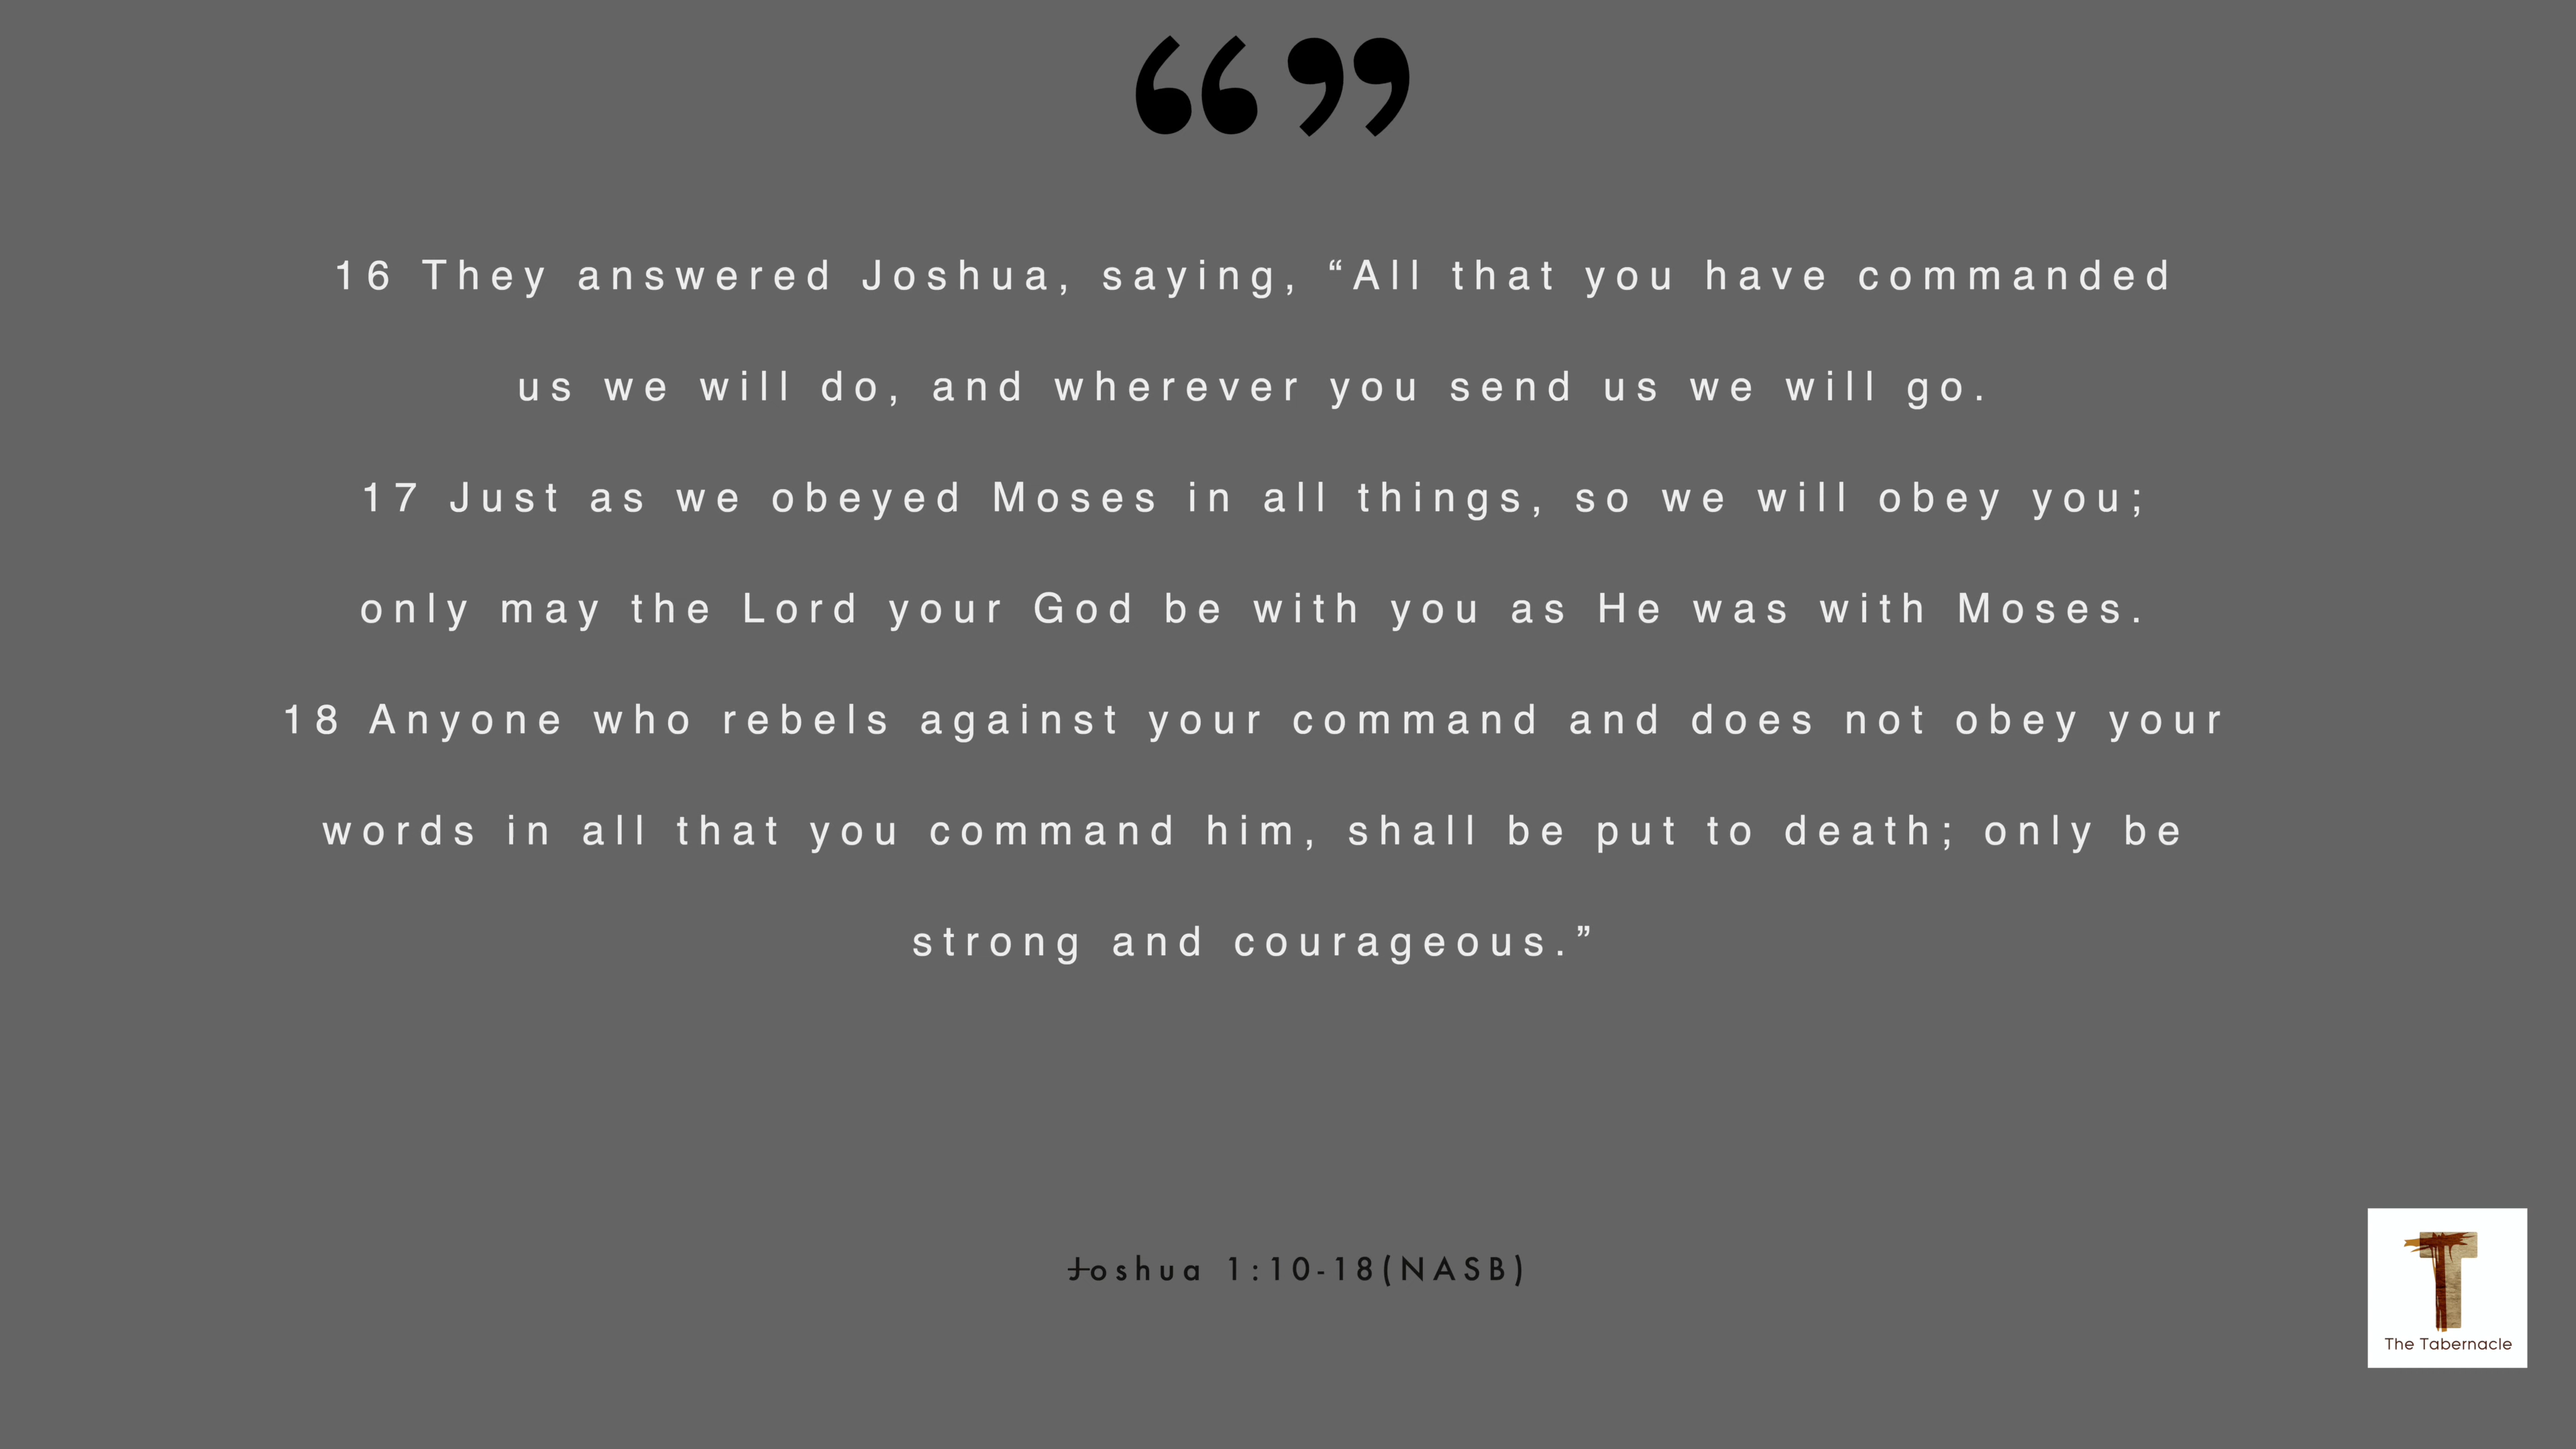 “ ”
16 They answered Joshua, saying, “All that you have commanded
us we will do, and wherever you send us we will go.
17 Just as we obeyed Moses in all things, so we will obey you;
only may the Lord your God be with you as He was with Moses.
18 Anyone who rebels against your command and does not obey your
words in all that you command him, shall be put to death; only be
strong and courageous.”
Joshua 1:10-18(NASB)
T
The Tabernacle